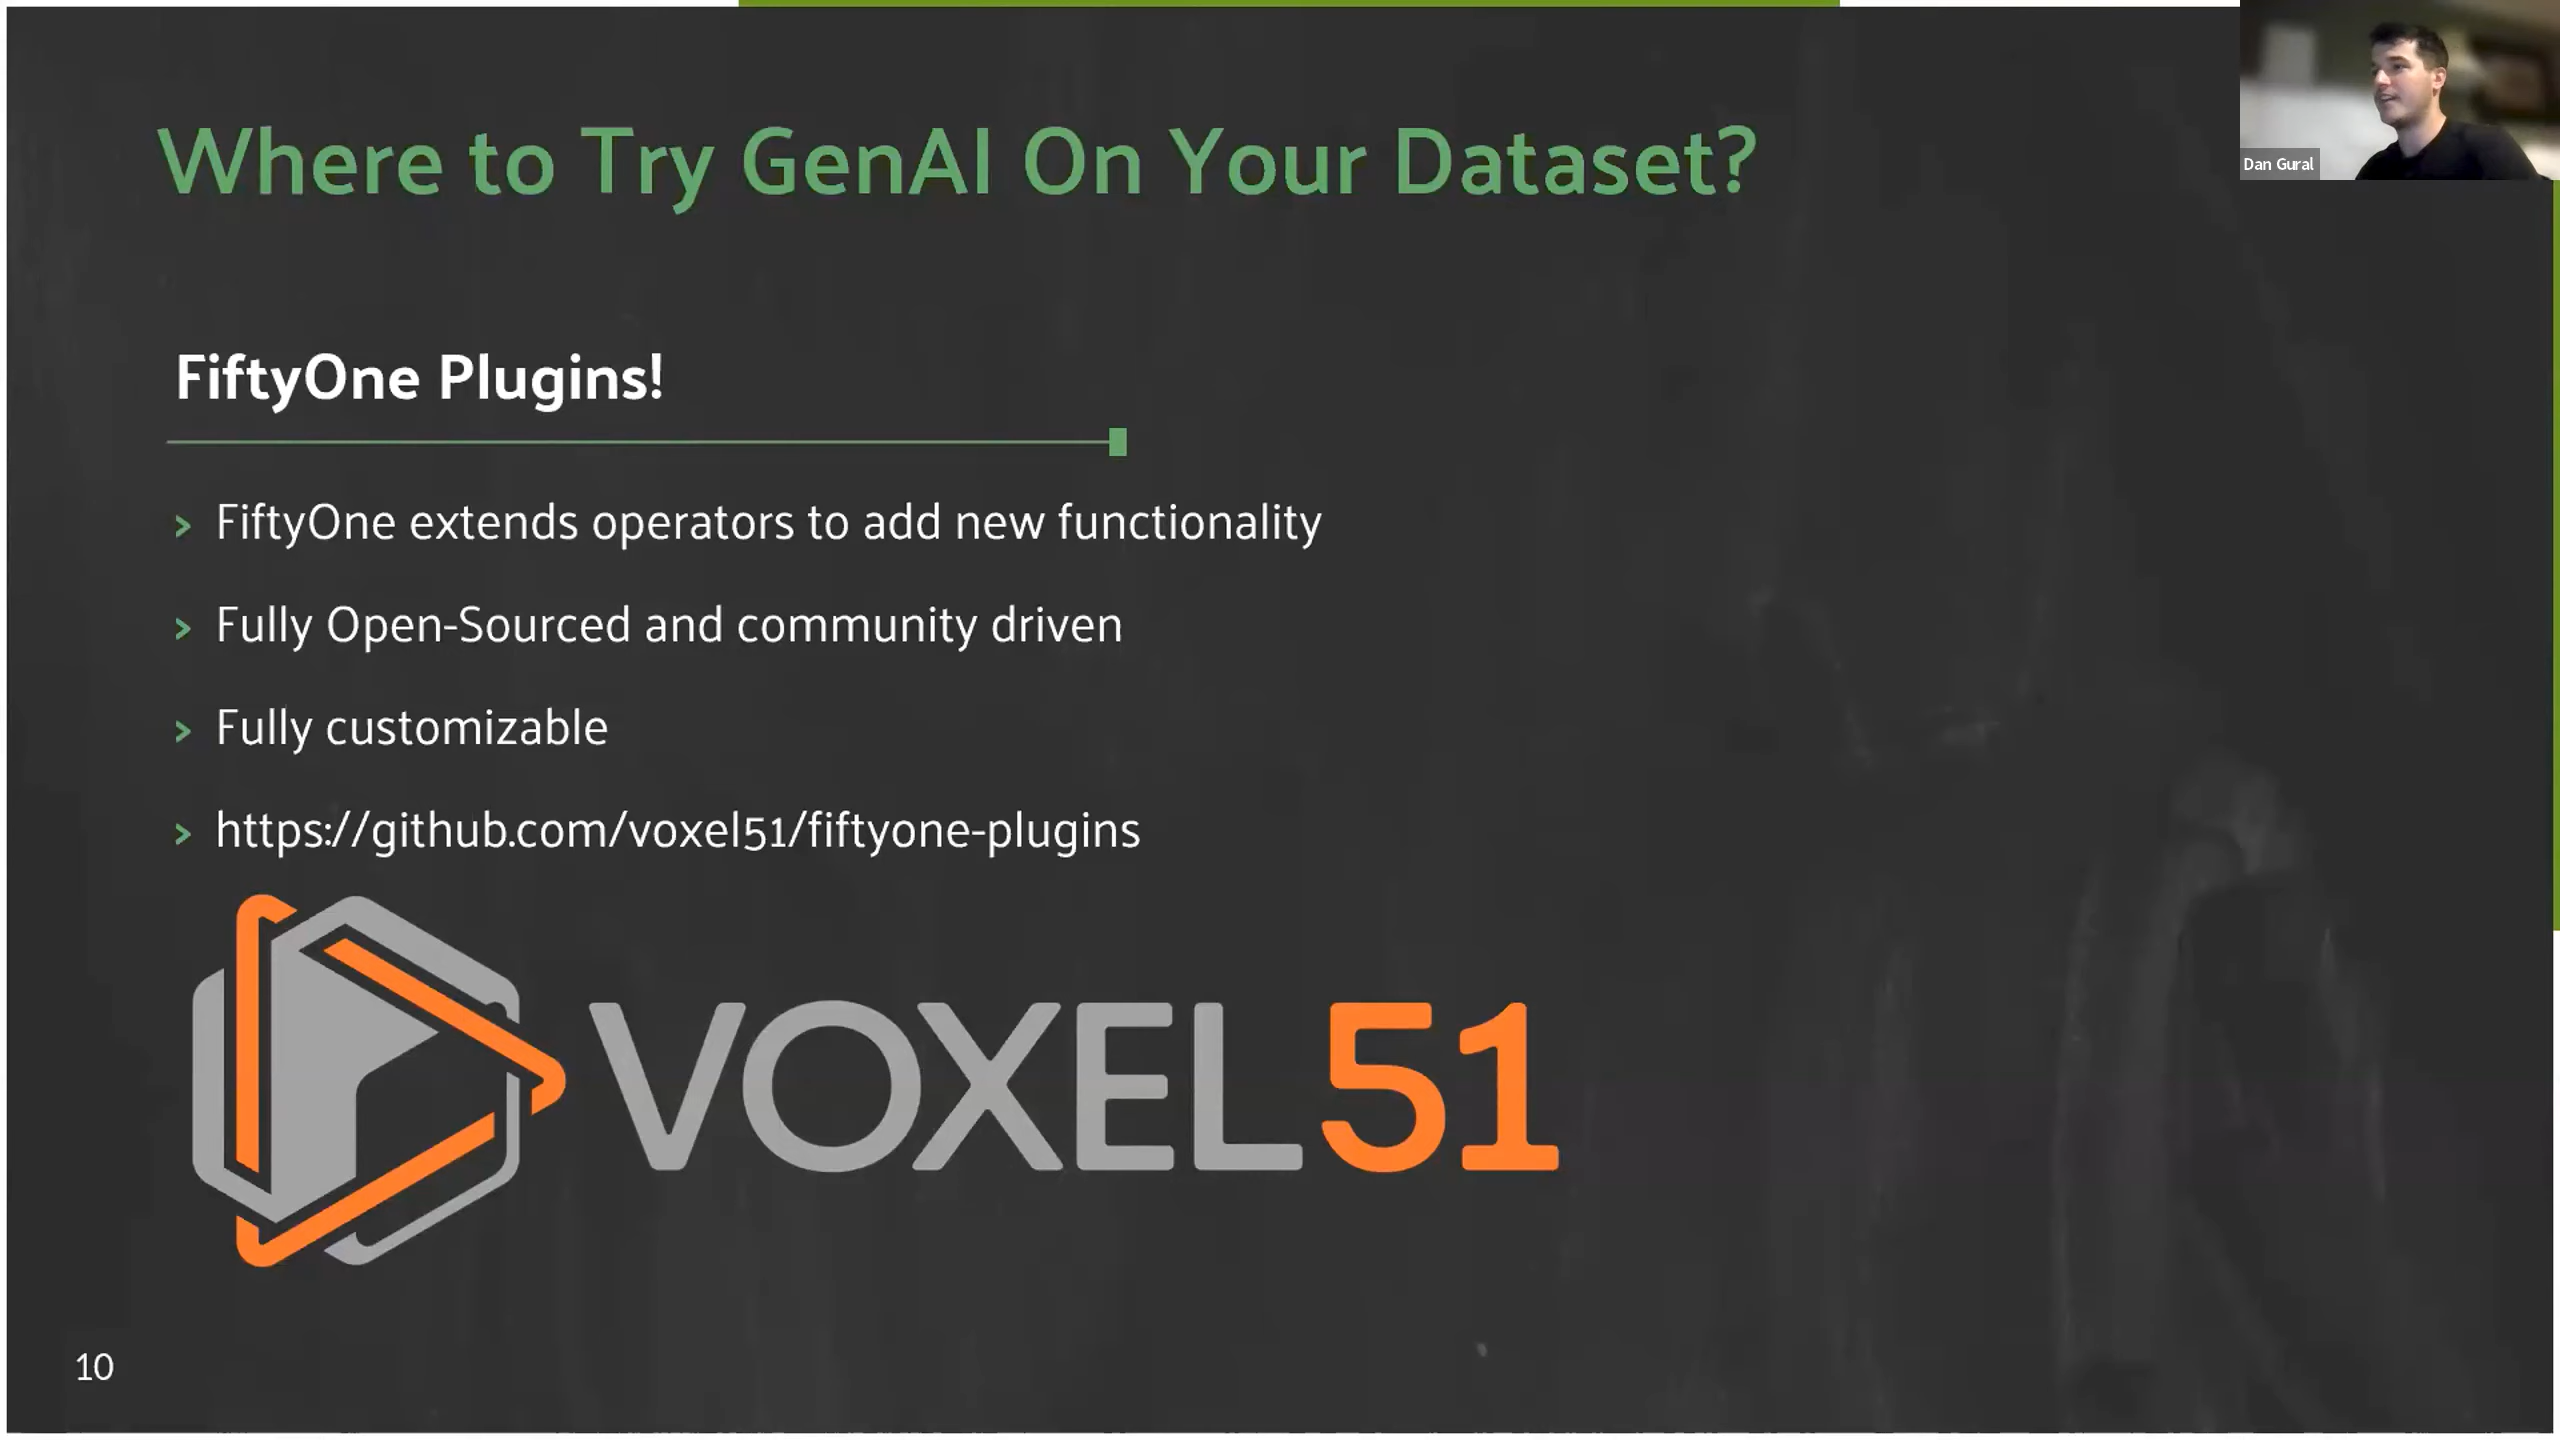 Where to Try GenAI On Your Dataset?
Dan Gural
FiftyOne Plugins!
> FiftyOne extends operators to add new functionality
> Fully Open-Sourced and community driven
> Fully customizable
> https://github.com/voxel51/fiftyone-plugins
VOXEL51
10